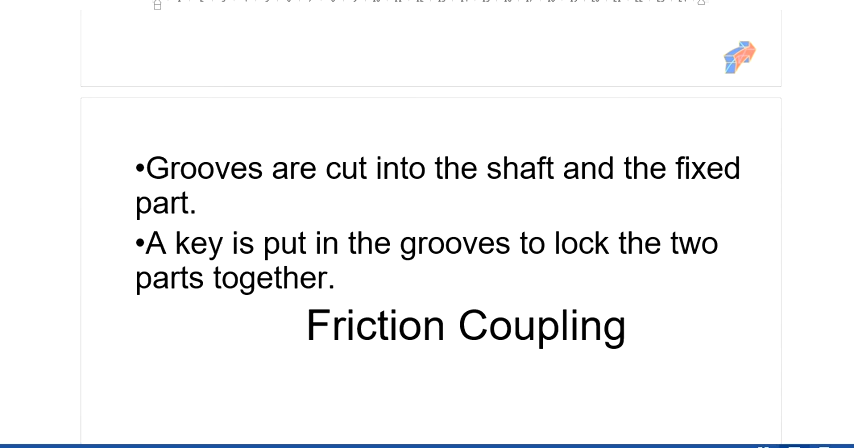 •Grooves are cut into the shaft and the fixed
part.
•A key is put in the grooves to lock the two
parts together.
Friction Coupling